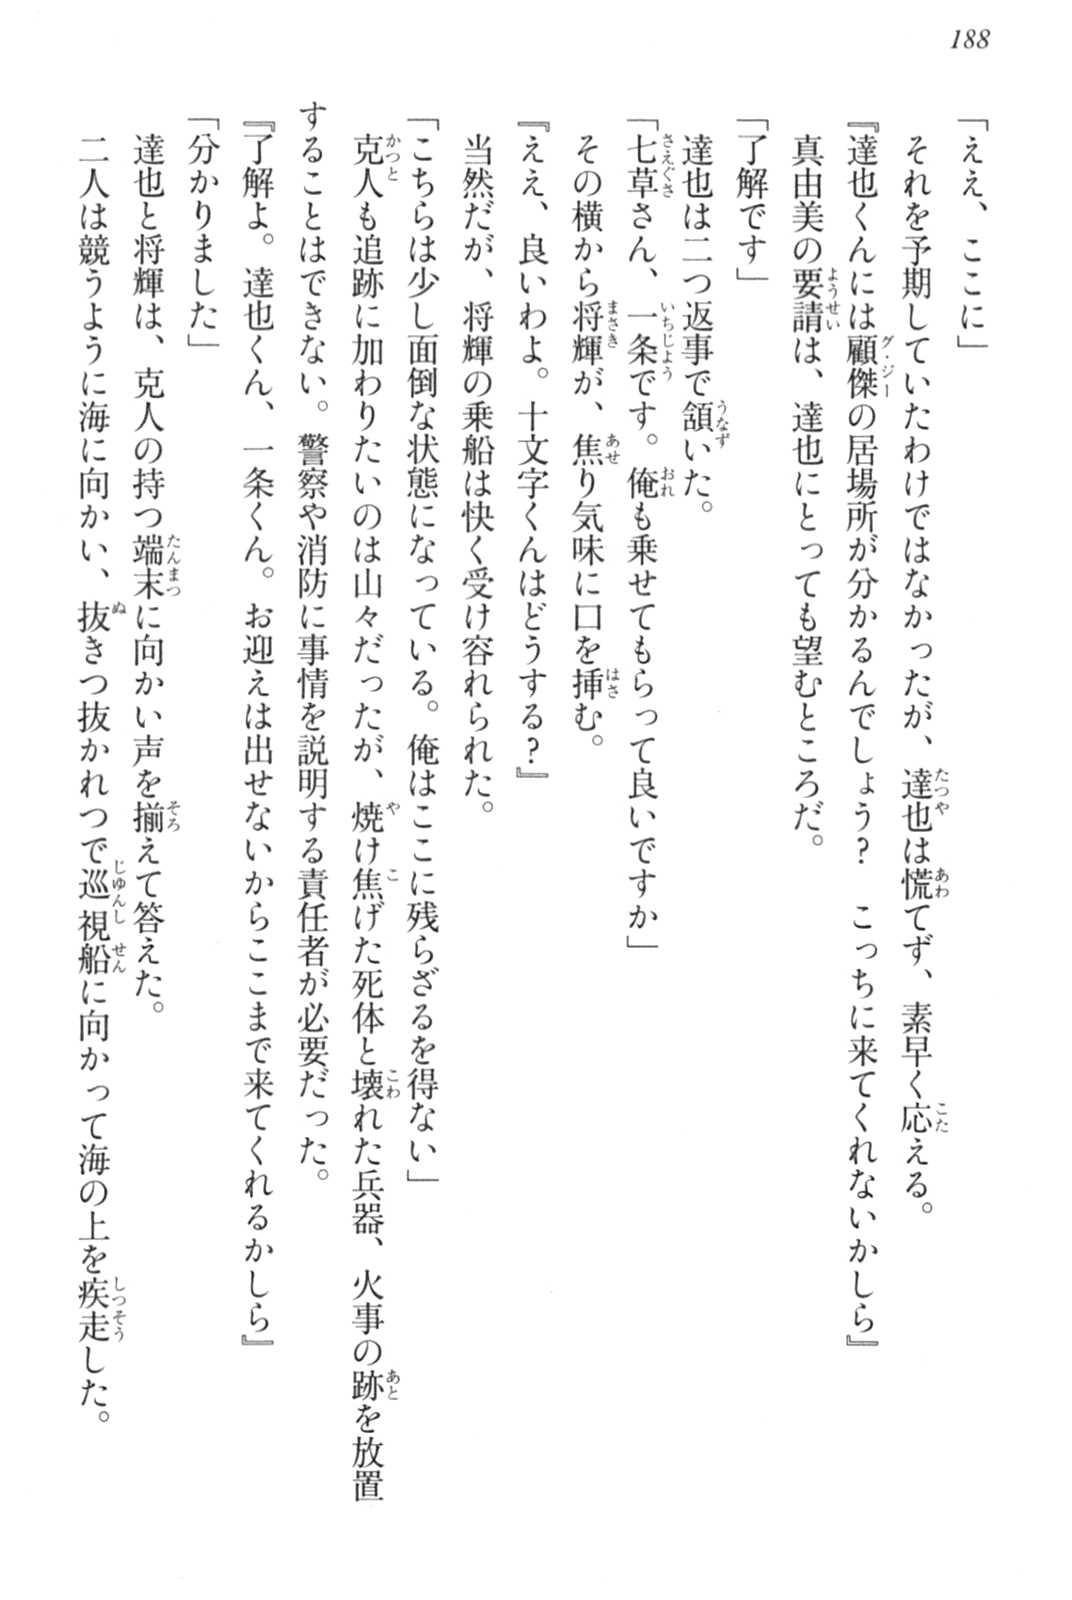 188
「ええ、ここに」
それを予期していたわけではなかったが、達也は慌てず、素早く応える。
『達也くんには顧傑の居場所が分かるんでしょう？　こっちに来てくれないかしら』
真由美の要請は、達也にとっても望むところだ。
「了解です」
達也は二つ返事で頷いた。
「七草さん、一条です。俺も乗せてもらって良いですか」
その横から将輝が、焦り気味に口を挿む。
『ええ、良いわよ。十文字くんはどうする？』
当然だが、将輝の乗船は快く受け容れられた。
「こちらは少し面倒な状態になっている。俺はここに残らざるを得ない」
克人も追跡に加わりたいのは山々だったが、焼け焦げた死体と壊れた兵器、火事の跡を放置
することはできない。警察や消防に事情を説明する責任者が必要だった。
『了解よ。達也くん、一条くん。お迎えは出せないからここまで来てくれるかしら』
「分かりました」
達也と将輝は、克人の持つ端末に向かい声を揃えて答えた。
二人は競うように海に向かい、抜きつ抜かれつで巡視船に向かって海の上を疾走した。